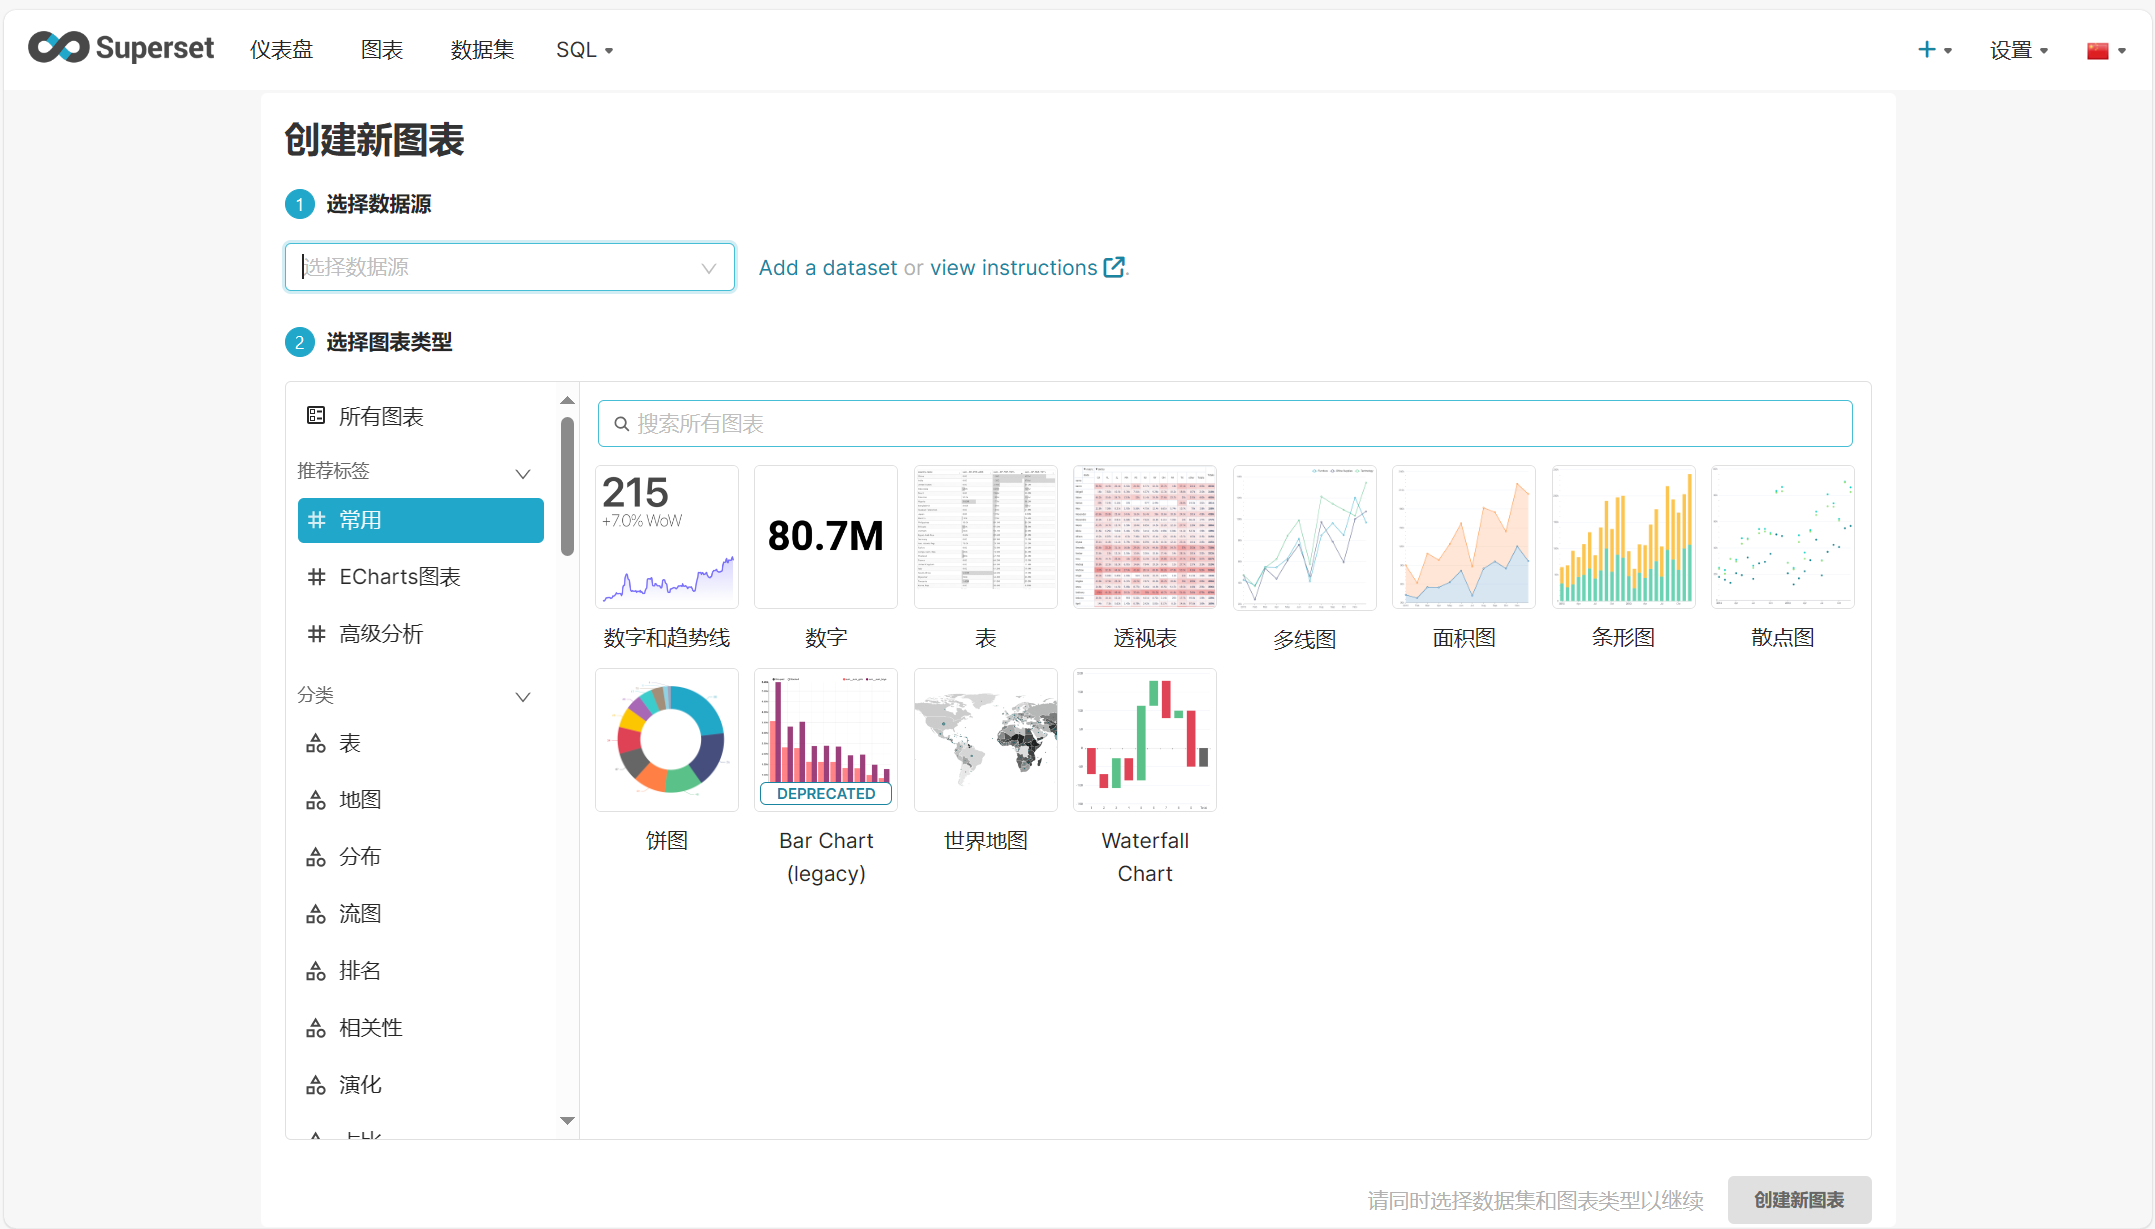 Superset 仪表盘 图表 数据集 SQL 设置
创建新图表
1 选择数据源
选择数据源 Add a dataset or view instructions.
2 选择图表类型
所有图表
推荐标签
常用
ECharts图表
高级分析
分类
表
地图
分布
流图
排名
相关性
演化
搜索所有图表
215
+7.0% WoW
80.7M
数字和趋势线 数字 表 透视表 多线图 面积图 条形图 散点图
DEPRECATED
饼图 Bar Chart 世界地图 Waterfall
(legacy) Chart
请同时选择数据集和图表类型以继续 创建新图表